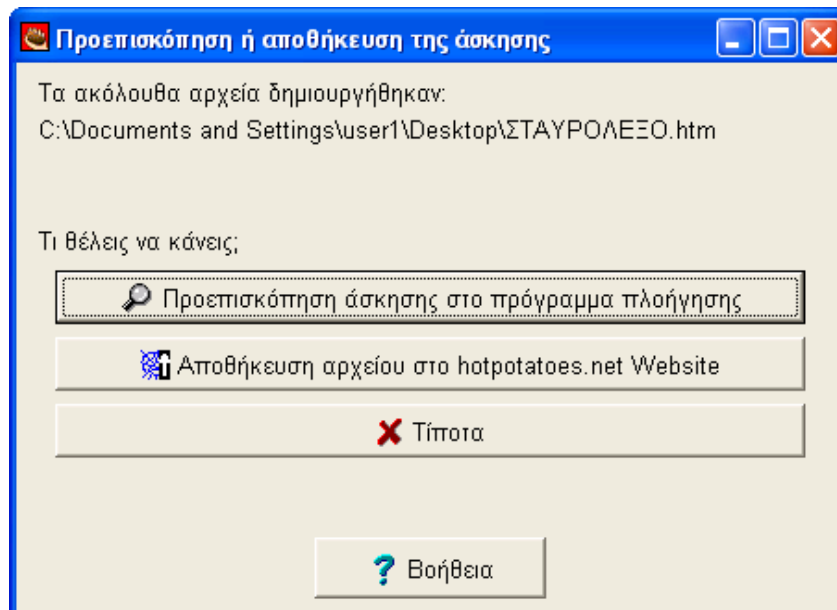 Προεπισκόπηση ή αποθήκευση της άσκησης
Τα ακόλουθα αρχεία δημιουργήθηκαν:
C:\Documents and Settings\user1\Desktop\ΣΤΑΥΡΟΛΕΞΟ.htm
Τι θέλεις να κάνεις;
Προεπισκόπηση άσκησης στο πρόγραμμα πλοήγησης
Αποθήκευση αρχείου στο hotpotatoes.net Website
Τίποτα
Βοήθεια